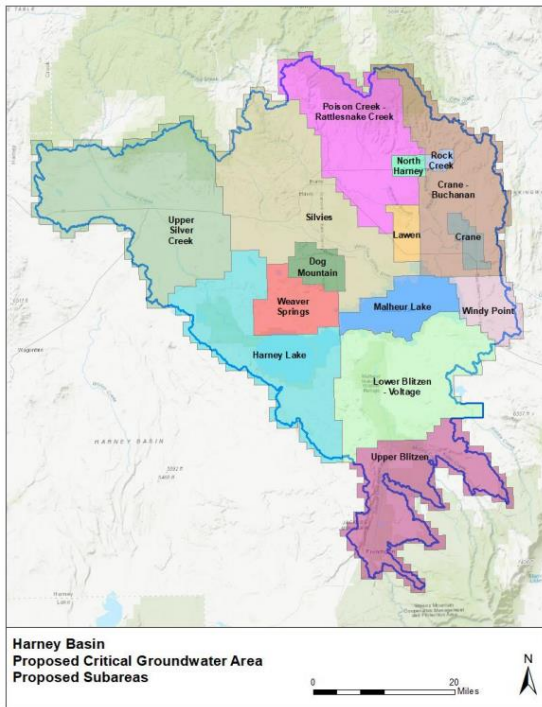 Poison Creek -
Rattlesnake Creek
North
Harney
Rock
Creek
Crane -
Buchanan
Silvies
Upper
Silver
Creek
Lawen
Crane
Dog
Mountain
Weaver
Springs
Malheur Lake
Windy Point
Harney Lake
Lower Blitzen
- Voltage
HARNEY BASIN
Upper Blitzen
Harney Basin
Proposed Critical Groundwater Area
Proposed Subareas
0 20
Miles
N